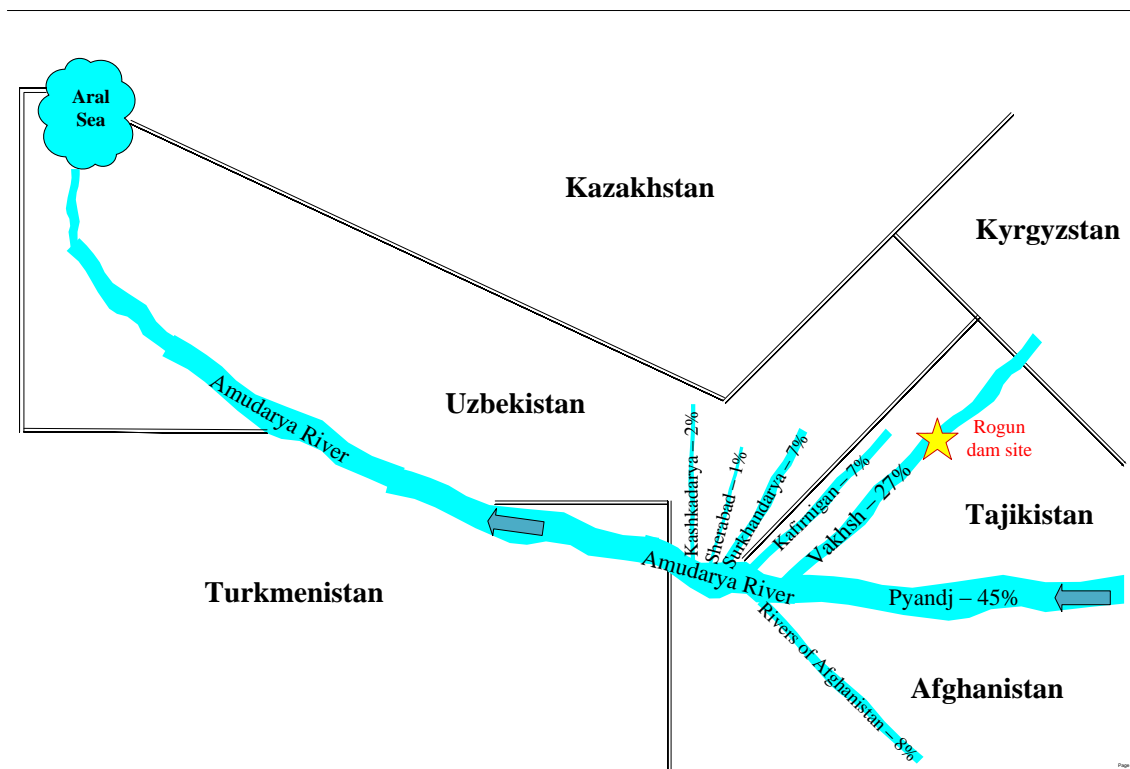 Aral
Sea
Kazakhstan
Kyrgyzstan
Uzbekistan
Amudarya River
Kashkadarya – 2%
Sherabad – 1%
Surkhandarya – 7%
Kafirnigan – 7%
Vakhsh – 27%
Rogun
dam site
Tajikistan
Turkmenistan
Amudarya River
Pyandj – 45%
Rivers of Afghanistan – 8%
Afghanistan
Page